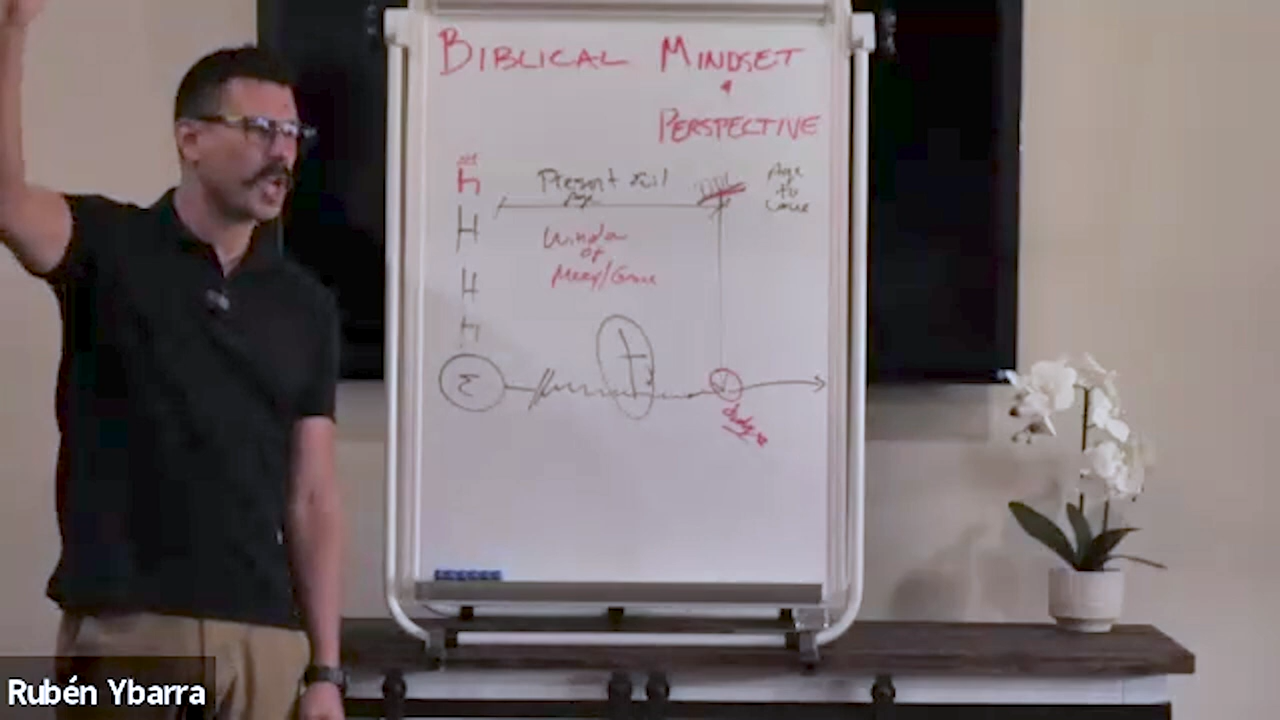 BIBLICAL MINDSET
&
PERSPECTIVE
Present Evil
Age
Age
to
Come
H
H
H
H
Window
of
Mercy/Grace
E
Rubén Ybarra